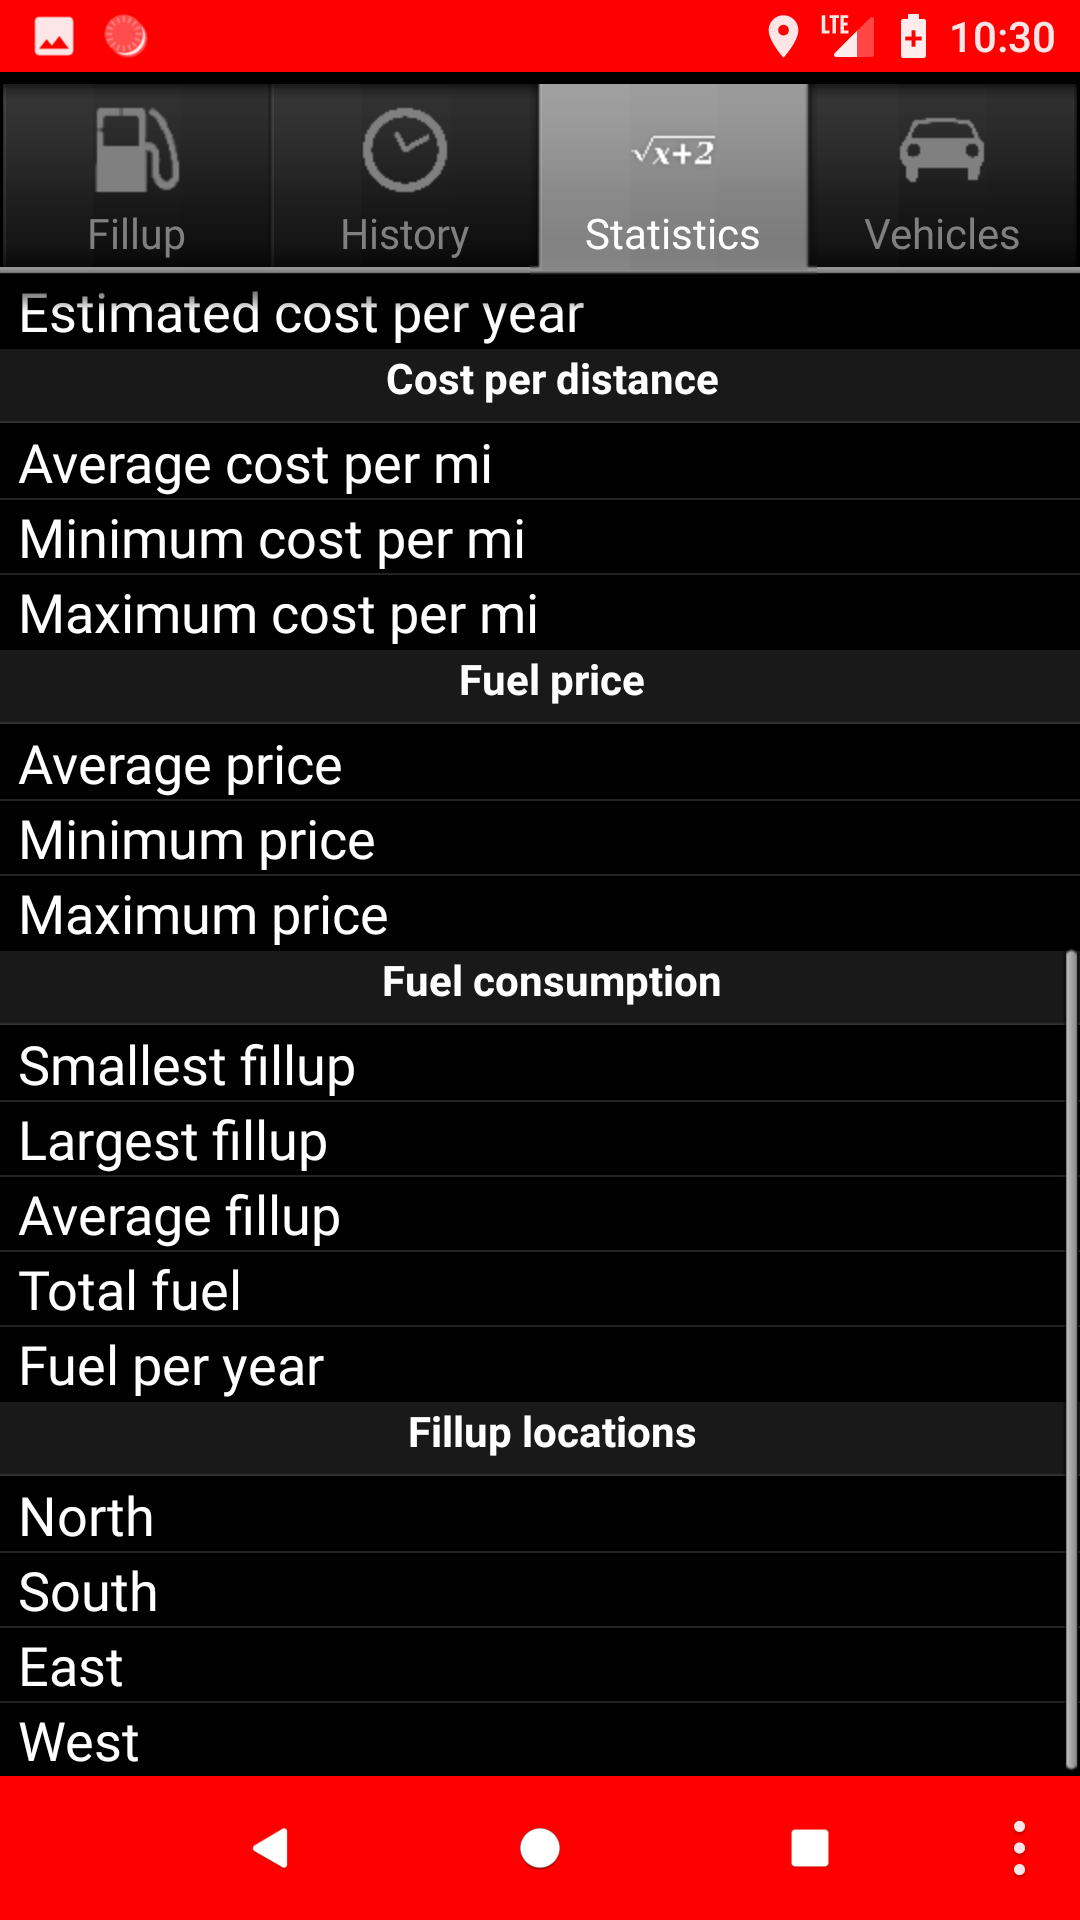 LTE 10:30
√x+2
Fillup History Statistics Vehicles
Estimated cost per year
Cost per distance
Average cost per mi
Minimum cost per mi
Maximum cost per mi
Fuel price
Average price
Minimum price
Maximum price
Fuel consumption
Smallest fillup
Largest fillup
Average fillup
Total fuel
Fuel per year
Fillup locations
North
South
East
West